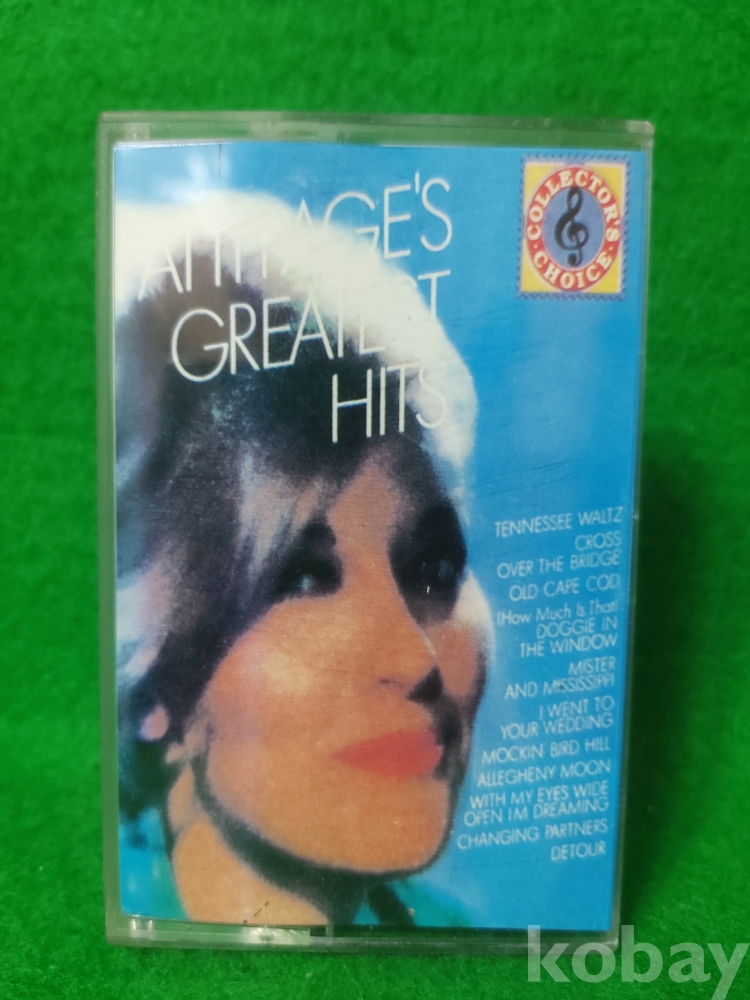 PAGE'S
GREATEST
HITS
COLLECTOR'S
CHOICE
TENNESSEE WALTZ
CROSS
OVER THE BRIDGE
OLD CAPE COD
(How Much Is That)
DOGGIE IN
THE WINDOW
MISTER
AND MISSISSIPPI
I WENT TO
YOUR WEDDING
MOCKIN BIRD HILL
ALLEGHENY MOON
WITH MY EYES WIDE
OPEN I'M DREAMING
CHANGING PARTNERS
DETOUR
kobay